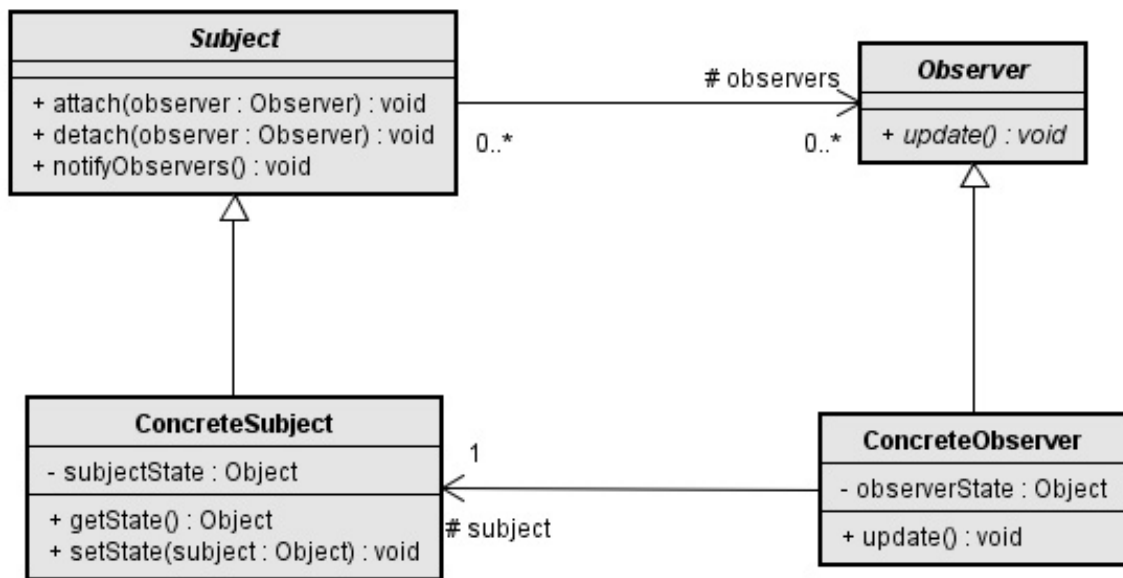 Subject
+ attach(observer : Observer) : void
+ detach(observer : Observer) : void
+ notifyObservers() : void
# observers
0..*
0..*
Observer
+ update() : void
ConcreteSubject
- subjectState : Object
+ getState() : Object
+ setState(subject : Object) : void
1
# subject
ConcreteObserver
- observerState : Object
+ update() : void